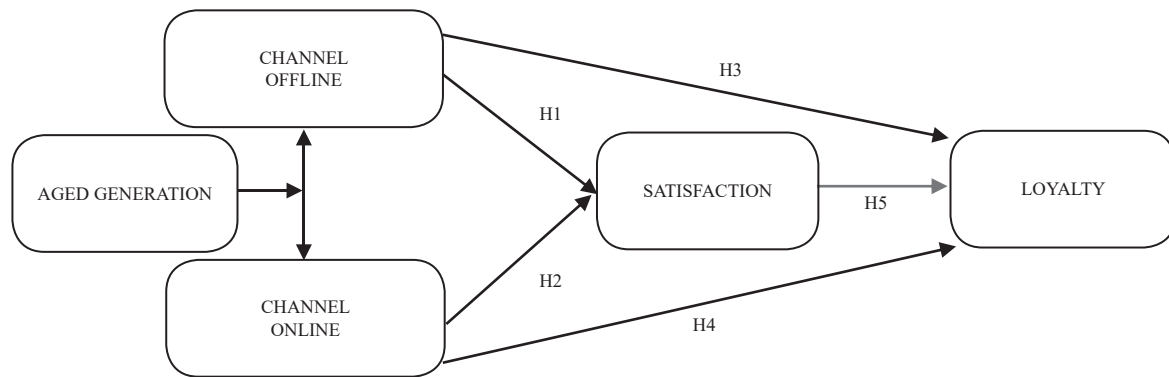 CHANNEL
OFFLINE
H3
H1
AGED GENERATION
SATISFACTION
H5
LOYALTY
H2
CHANNEL
ONLINE
H4